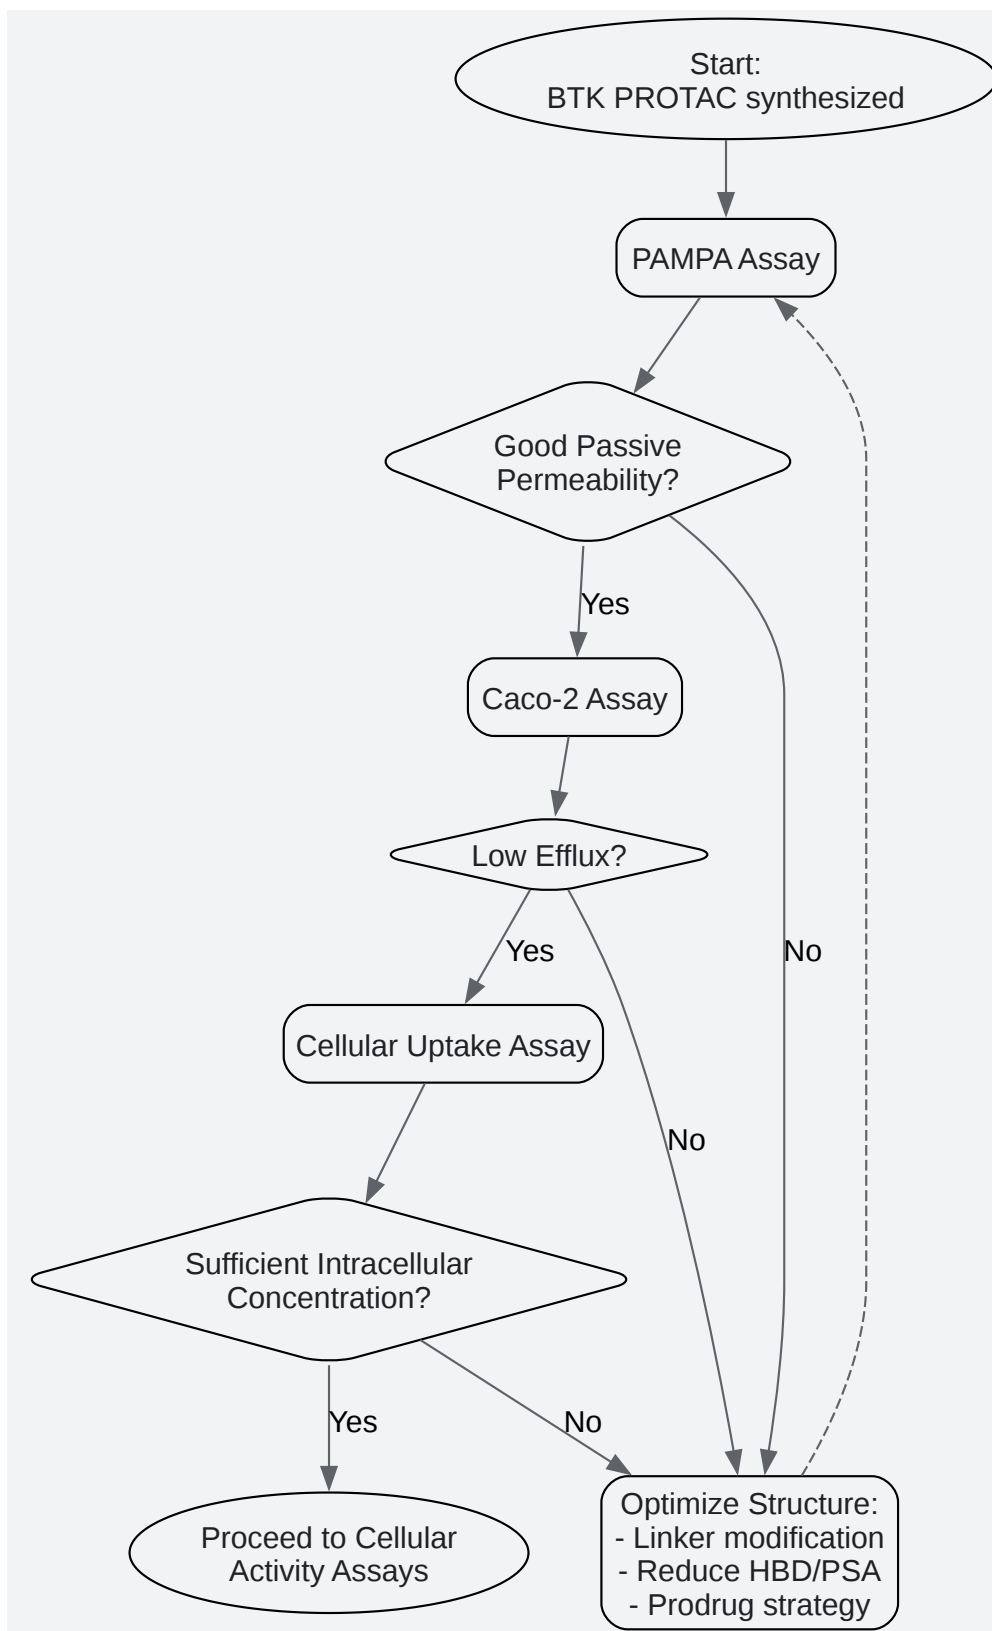 Start:
BTK PROTAC synthesized
PAMPA Assay
Good Passive
Permeability?
Yes
Caco-2 Assay
Low Efflux?
Yes
No
Cellular Uptake Assay
No
Sufficient Intracellular
Concentration?
Yes
No
Proceed to Cellular
Activity Assays
Optimize Structure:
- Linker modification
- Reduce HBD/PSA
- Prodrug strategy